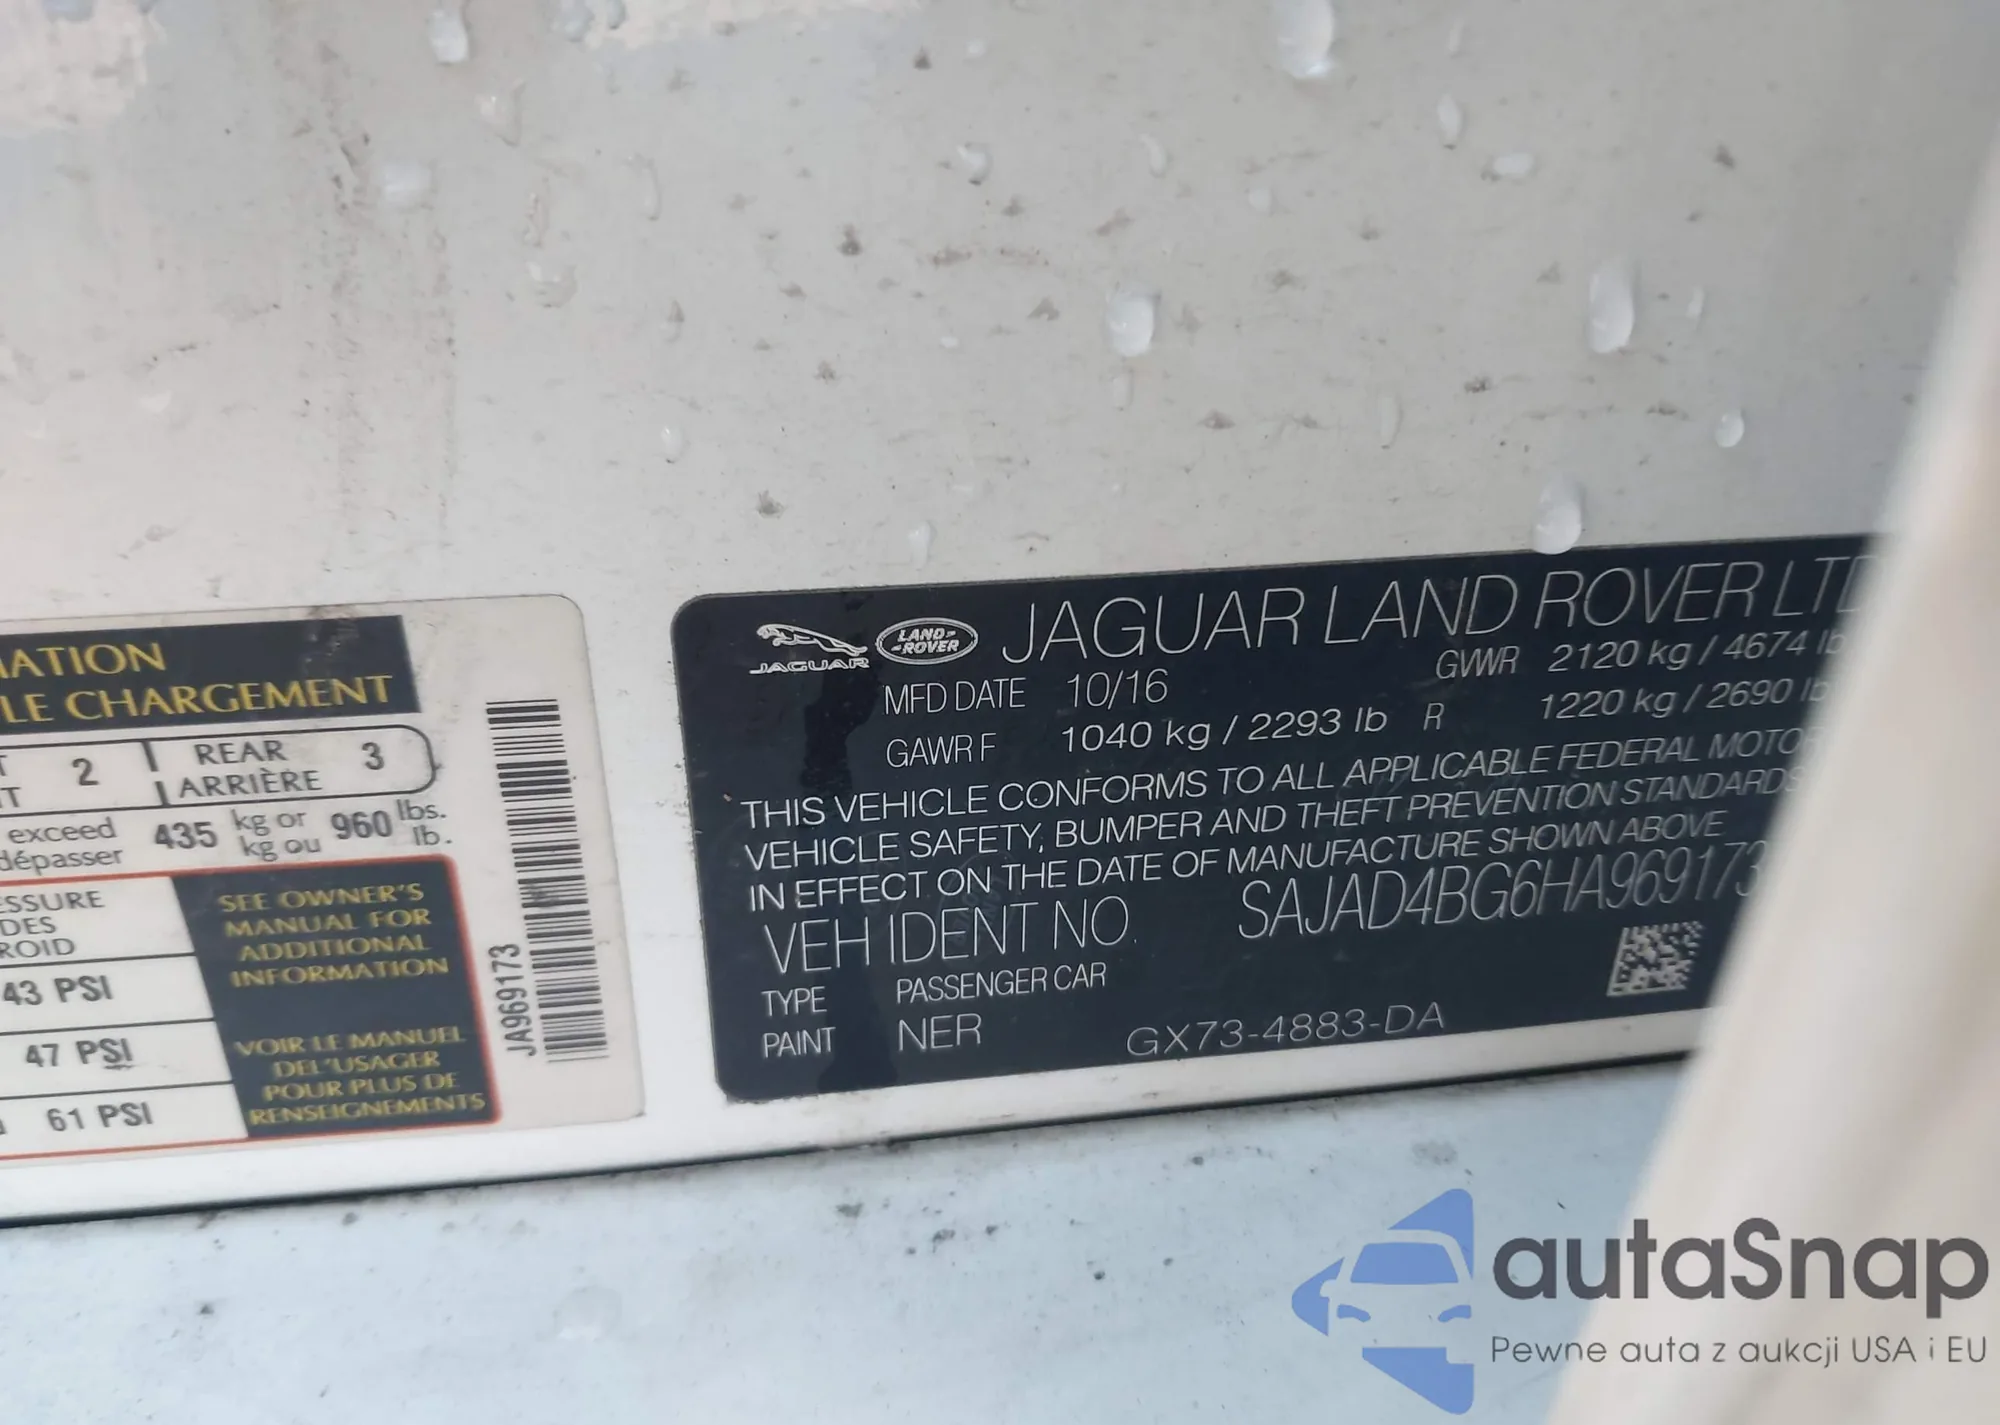 MATION
LE CHARGEMENT
2 REAR 3
ARRIÈRE
exceed 435 kg or 960 lbs.
dépasser kg ou lb.
ESSURE
DES
ROID
43 PSI
47 PSI
61 PSI
SEE OWNER'S
MANUAL FOR
ADDITIONAL
INFORMATION
VOIR LE MANUEL
DEL'USAGER
POUR PLUS DE
RENSEIGNEMENTS
JA969173
JAGUAR LAND-ROVER JAGUAR LAND ROVER LTD
MFD DATE 10/16 GVWR 2120 kg / 4674 lb
GAWR F 1040 kg / 2293 lb R 1220 kg / 2690 lb
THIS VEHICLE CONFORMS TO ALL APPLICABLE FEDERAL MOTOR
VEHICLE SAFETY, BUMPER AND THEFT PREVENTION STANDARDS
IN EFFECT ON THE DATE OF MANUFACTURE SHOWN ABOVE
VEH IDENT NO. SAJAD4BG6HA969173
TYPE PASSENGER CAR
PAINT NER GX73-4883-DA
autaSnap
Pewne auta z aukcji USA i EU